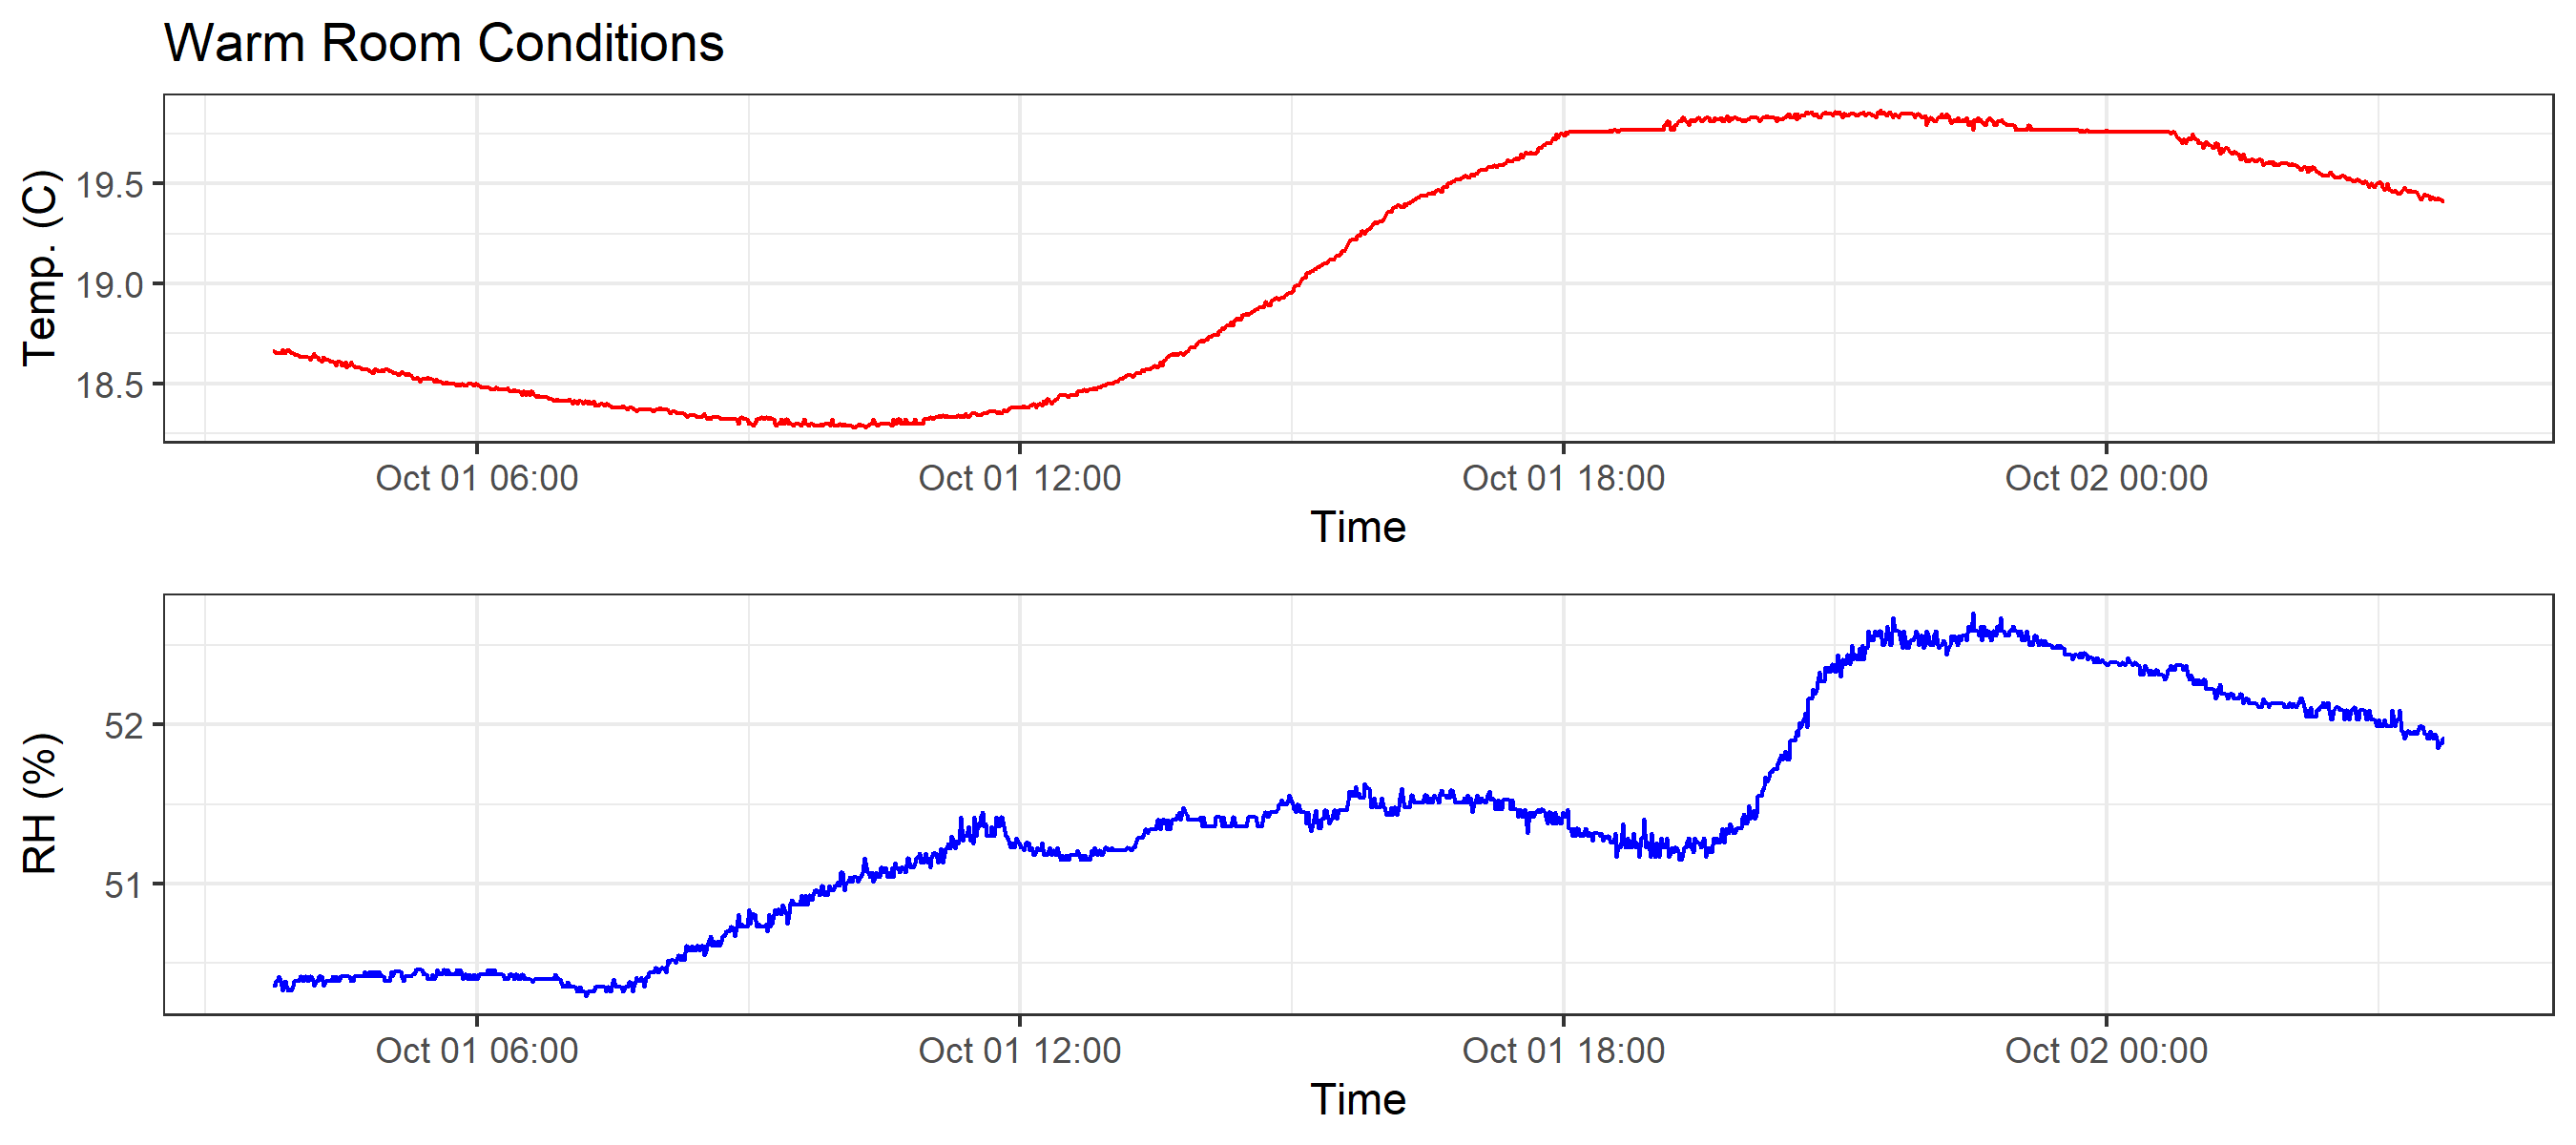 Warm Room Conditions
Temp. (C)
19.5
19.0
18.5
Oct 01 06:00 Oct 01 12:00 Oct 01 18:00 Oct 02 00:00
Time
RH (%)
52
51
Oct 01 06:00 Oct 01 12:00 Oct 01 18:00 Oct 02 00:00
Time